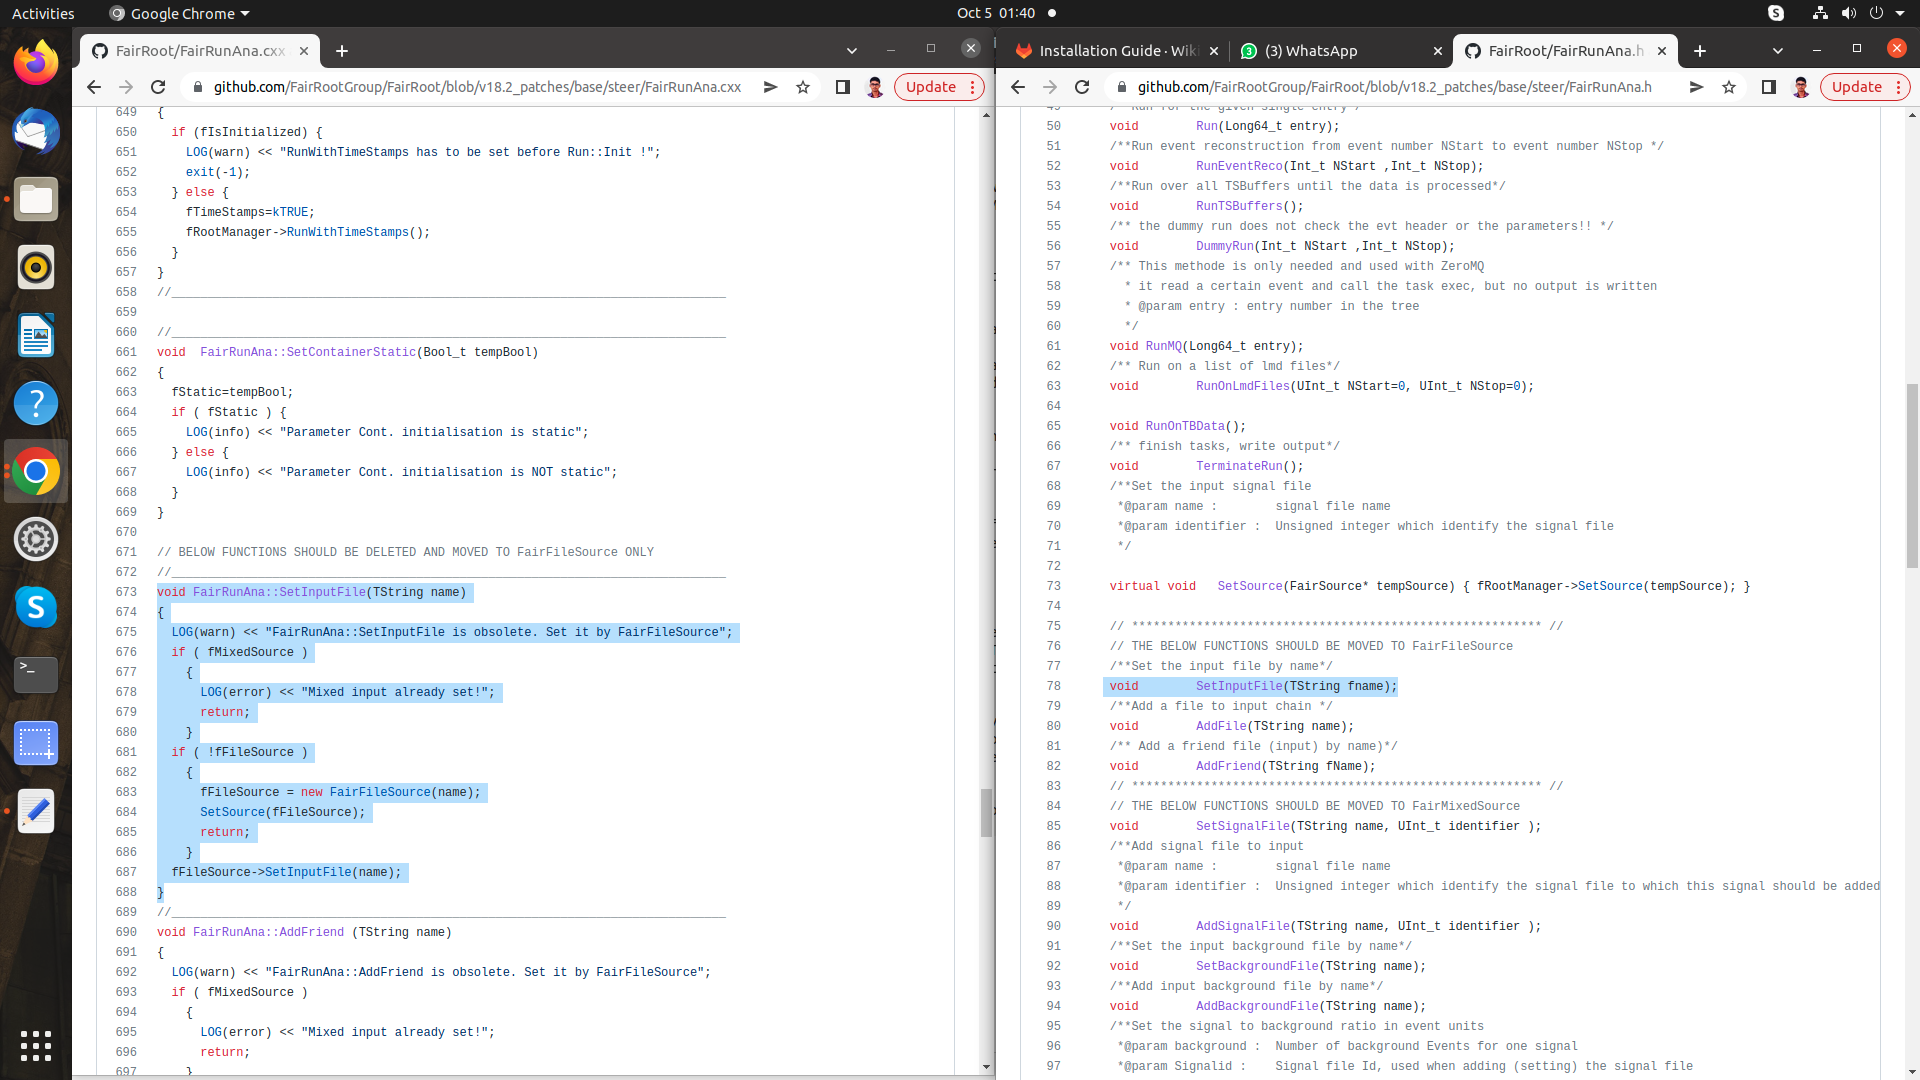 Activities
Google Chrome
Oct 5 01:40
FairRoot/FairRunAna.cxx
github.com/FairRootGroup/FairRoot/blob/v18.2_patches/base/steer/FairRunAna.cxx
Update
649 {
650 if (fIsInitialized) {
651 LOG(warn) << "RunWithTimeStamps has to be set before Run::Init !";
652 exit(-1);
653 } else {
654 fTimeStamps=kTRUE;
655 fRootManager->RunWithTimeStamps();
656 }
657 }
658 //_____________________________________________________________________________
659
660 //_____________________________________________________________________________
661 void FairRunAna::SetContainerStatic(Bool_t tempBool)
662 {
663 fStatic=tempBool;
664 if ( fStatic ) {
665 LOG(info) << "Parameter Cont. initialisation is static";
666 } else {
667 LOG(info) << "Parameter Cont. initialisation is NOT static";
668 }
669 }
670
671 // BELOW FUNCTIONS SHOULD BE DELETED AND MOVED TO FairFileSource ONLY
672 //_____________________________________________________________________________
673 void FairRunAna::SetInputFile(TString name)
674 {
675 LOG(warn) << "FairRunAna::SetInputFile is obsolete. Set it by FairFileSource";
676 if ( fMixedSource )
677 {
678 LOG(error) << "Mixed input already set!";
679 return;
680 }
681 if ( !fFileSource )
682 {
683 fFileSource = new FairFileSource(name);
684 SetSource(fFileSource);
685 return;
686 }
687 fFileSource->SetInputFile(name);
688 }
689 //_____________________________________________________________________________
690 void FairRunAna::AddFriend (TString name)
691 {
692 LOG(warn) << "FairRunAna::AddFriend is obsolete. Set it by FairFileSource";
693 if ( fMixedSource )
694 {
695 LOG(error) << "Mixed input already set!";
696 return;
697 }
Installation Guide · Wiki
(3) WhatsApp
FairRoot/FairRunAna.h
github.com/FairRootGroup/FairRoot/blob/v18.2_patches/base/steer/FairRunAna.h
Update
49 /** Run for the given single entry*/
50 void Run(Long64_t entry);
51 /**Run event reconstruction from event number NStart to event number NStop */
52 void RunEventReco(Int_t NStart ,Int_t NStop);
53 /**Run over all TSBuffers until the data is processed*/
54 void RunTSBuffers();
55 /** the dummy run does not check the evt header or the parameters!! */
56 void DummyRun(Int_t NStart ,Int_t NStop);
57 /** This methode is only needed and used with ZeroMQ
58 * it read a certain event and call the task exec, but no output is written
59 * @param entry : entry number in the tree
60 */
61 void RunMQ(Long64_t entry);
62 /** Run on a list of lmd files*/
63 void RunOnLmdFiles(UInt_t NStart=0, UInt_t NStop=0);
64
65 void RunOnTBData();
66 /** finish tasks, write output*/
67 void TerminateRun();
68 /**Set the input signal file
69 *@param name : signal file name
70 *@param identifier : Unsigned integer which identify the signal file
71 */
72
73 virtual void SetSource(FairSource* tempSource) { fRootManager->SetSource(tempSource); }
74
75 // ********************************************************* //
76 // THE BELOW FUNCTIONS SHOULD BE MOVED TO FairFileSource
77 /**Set the input file by name*/
78 void SetInputFile(TString fname);
79 /**Add a file to input chain */
80 void AddFile(TString name);
81 /** Add a friend file (input) by name)*/
82 void AddFriend(TString fName);
83 // ********************************************************* //
84 // THE BELOW FUNCTIONS SHOULD BE MOVED TO FairMixedSource
85 void SetSignalFile(TString name, UInt_t identifier );
86 /**Add signal file to input
87 *@param name : signal file name
88 *@param identifier : Unsigned integer which identify the signal file to which this signal should be added
89 */
90 void AddSignalFile(TString name, UInt_t identifier );
91 /**Set the input background file by name*/
92 void SetBackgroundFile(TString name);
93 /**Add input background file by name*/
94 void AddBackgroundFile(TString name);
95 /**Set the signal to background ratio in event units
96 *@param background : Number of background Events for one signal
97 *@param Signalid : Signal file Id, used when adding (setting) the signal file